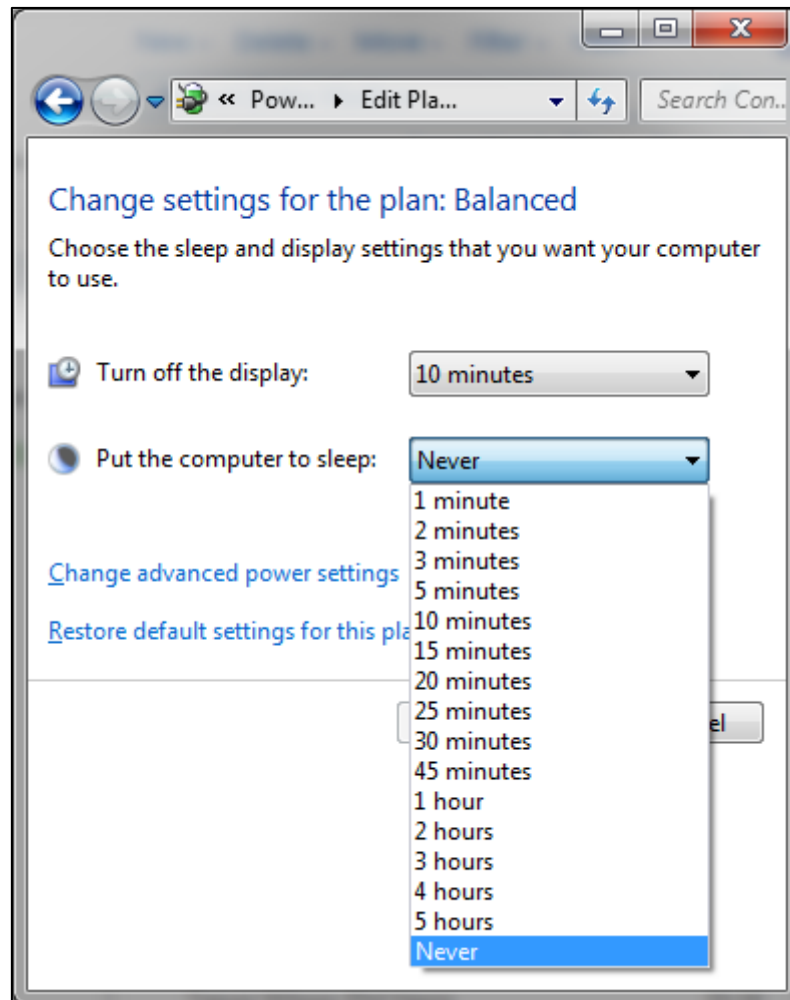 « Pow... ▸ Edit Pla...
Search Con...
Change settings for the plan: Balanced
Choose the sleep and display settings that you want your computer
to use.
Turn off the display: 10 minutes
Put the computer to sleep: Never
1 minute
2 minutes
3 minutes
Change advanced power settings
5 minutes
10 minutes
Restore default settings for this pla
15 minutes
20 minutes
25 minutes
el
30 minutes
45 minutes
1 hour
2 hours
3 hours
4 hours
5 hours
Never